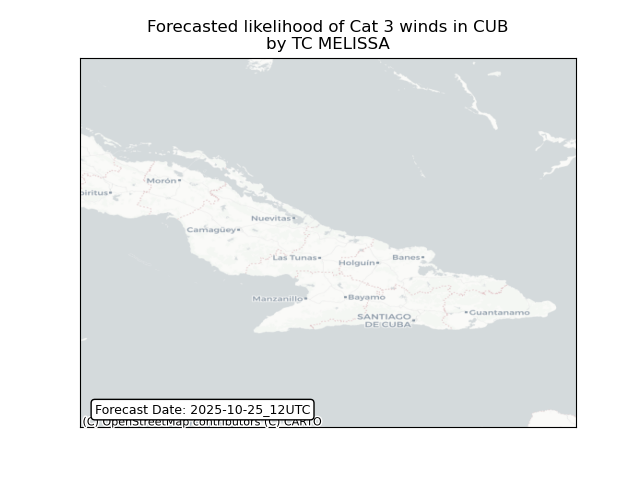 Forecasted likelihood of Cat 3 winds in CUB
by TC MELISSA
Morón
piritus
Nuevitas
Camagüey
Las Tunas
Holguín
Banes
Manzanillo
Bayamo
SANTIAGO
DE CUBA
Guantanamo
Forecast Date: 2025-10-25_12UTC
(C) OpenStreetMap contributors (C) CARTO